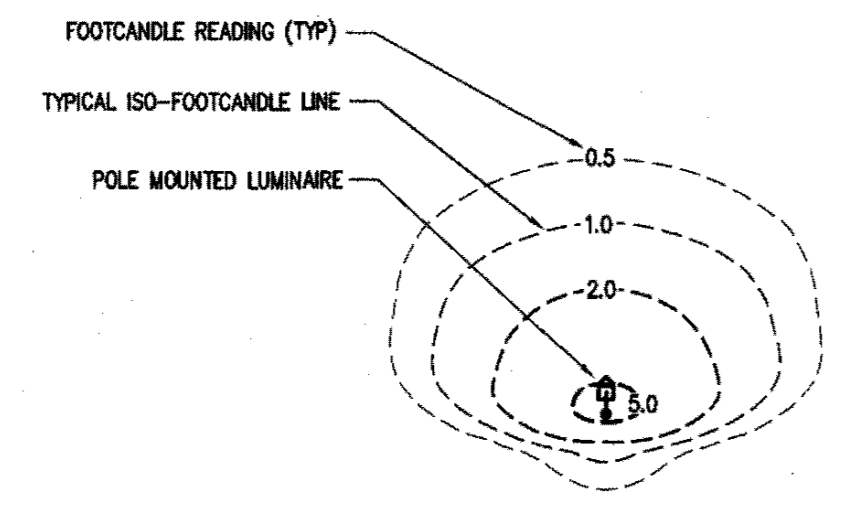 FOOTCANDLE READING (TYP)
TYPICAL ISO-FOOTCANDLE LINE
POLE MOUNTED LUMINAIRE
0.5
1.0
2.0
5.0